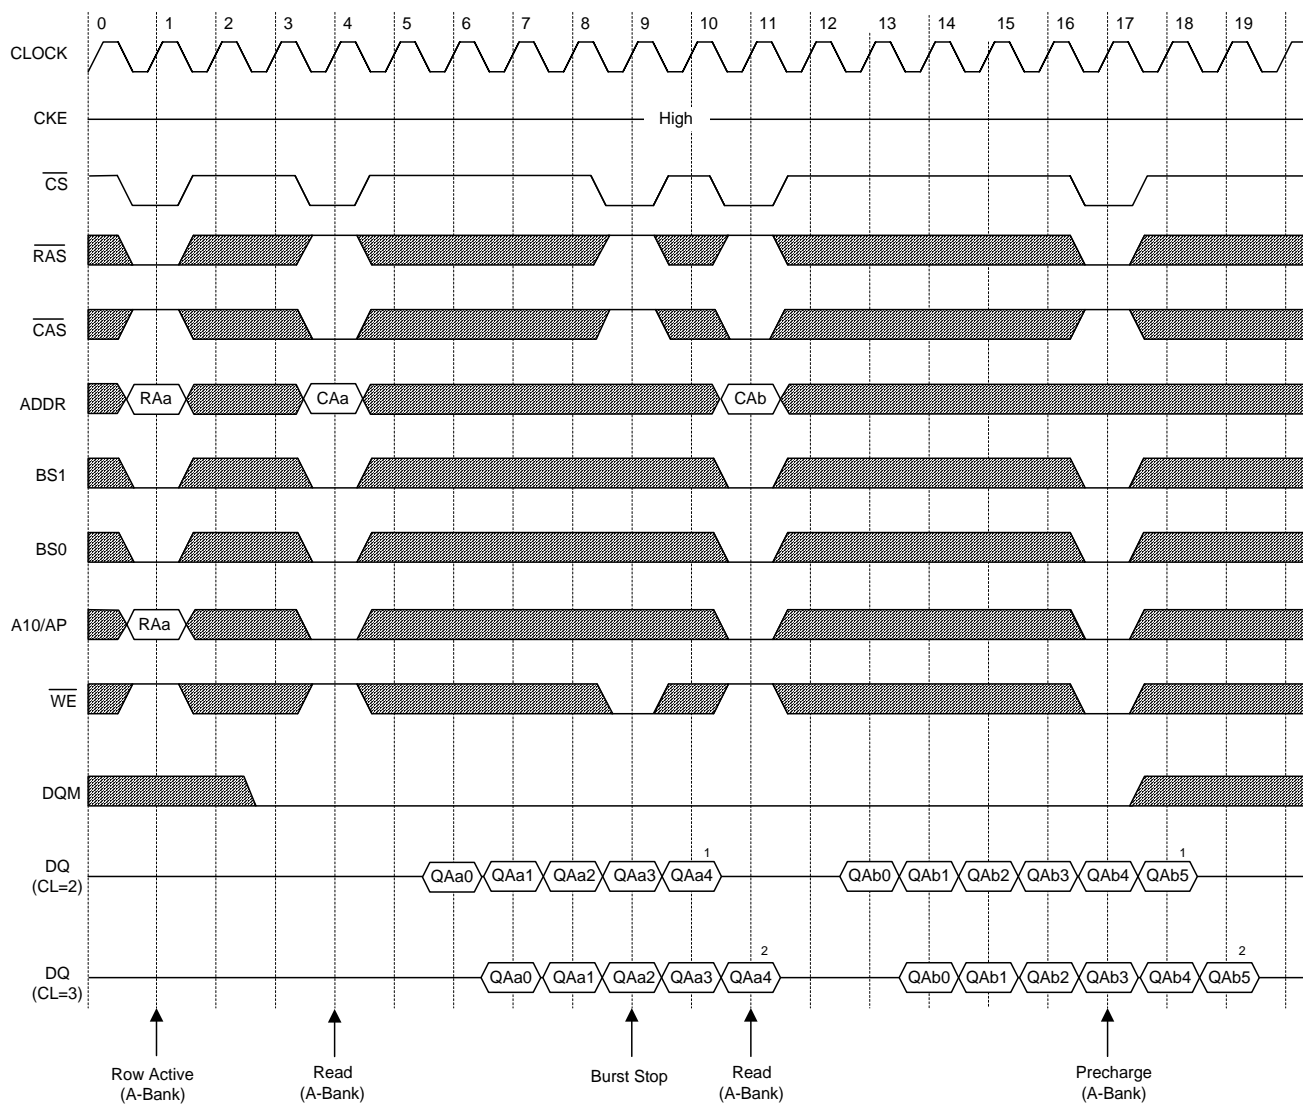 0 1 2 3 4 5 6 7 8 9 10 11 12 13 14 15 16 17 18 19
CLOCK
CKE High
CS
RAS
CAS
ADDR RAa CAa CAb
BS1
BS0
A10/AP RAa
WE
DQM
DQ
(CL=2)
QAa0 QAa1 QAa2 QAa3 QAa4 1 QAb0 QAb1 QAb2 QAb3 QAb4 QAb5 1
DQ
(CL=3)
QAa0 QAa1 QAa2 QAa3 QAa4 2 QAb0 QAb1 QAb2 QAb3 QAb4 QAb5 2
Row Active
(A-Bank)
Read
(A-Bank)
Burst Stop
Read
(A-Bank)
Precharge
(A-Bank)